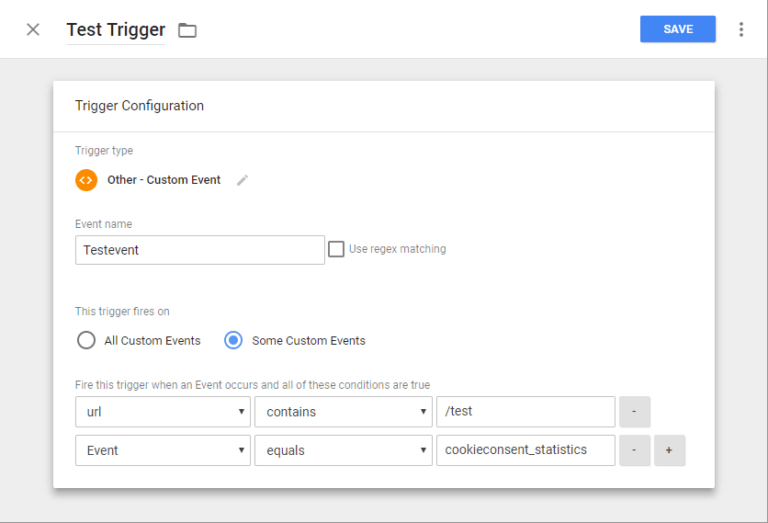 Test Trigger
SAVE
Trigger Configuration
Trigger type
Other - Custom Event
Event name
Testevent
Use regex matching
This trigger fires on
All Custom Events Some Custom Events
Fire this trigger when an Event occurs and all of these conditions are true
url contains /test -
Event equals cookieconsent_statistics - +